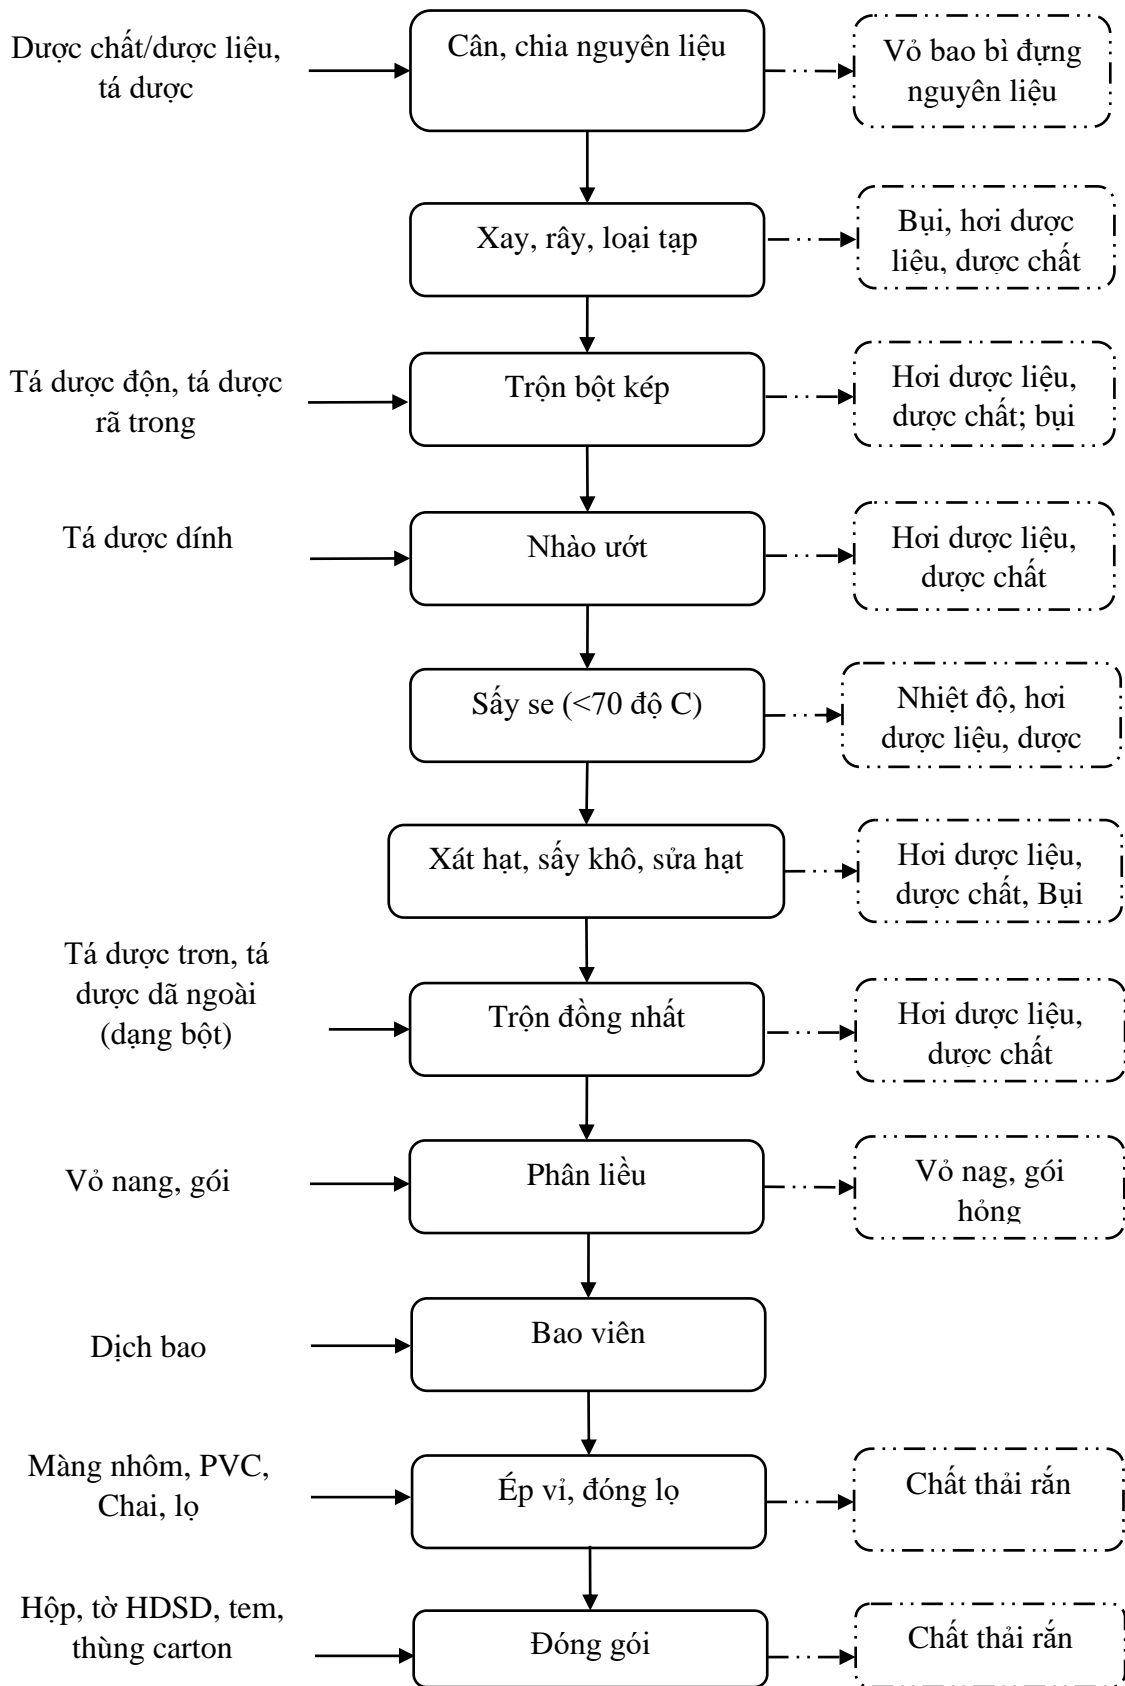 Dược chất/dược liệu,
tá dược
Cân, chia nguyên liệu
Vỏ bao bì đựng
nguyên liệu
Xay, rây, loại tạp
Bụi, hơi dược
liệu, dược chất
Tá dược độn, tá dược
rã trong
Trộn bột kép
Hơi dược liệu,
dược chất; bụi
Tá dược dính
Nhào ướt
Hơi dược liệu,
dược chất
Sấy se (<70 độ C)
Nhiệt độ, hơi
dược liệu, dược
Xát hạt, sấy khô, sửa hạt
Hơi dược liệu,
dược chất, Bụi
Tá dược trơn, tá
dược dã ngoài
(dạng bột)
Trộn đồng nhất
Hơi dược liệu,
dược chất
Vỏ nang, gói
Phân liều
Vỏ nag, gói
hỏng
Dịch bao
Bao viên
Màng nhôm, PVC,
Chai, lọ
Ép vỉ, đóng lọ
Chất thải rắn
Hộp, tờ HDSD, tem,
thùng carton
Đóng gói
Chất thải rắn